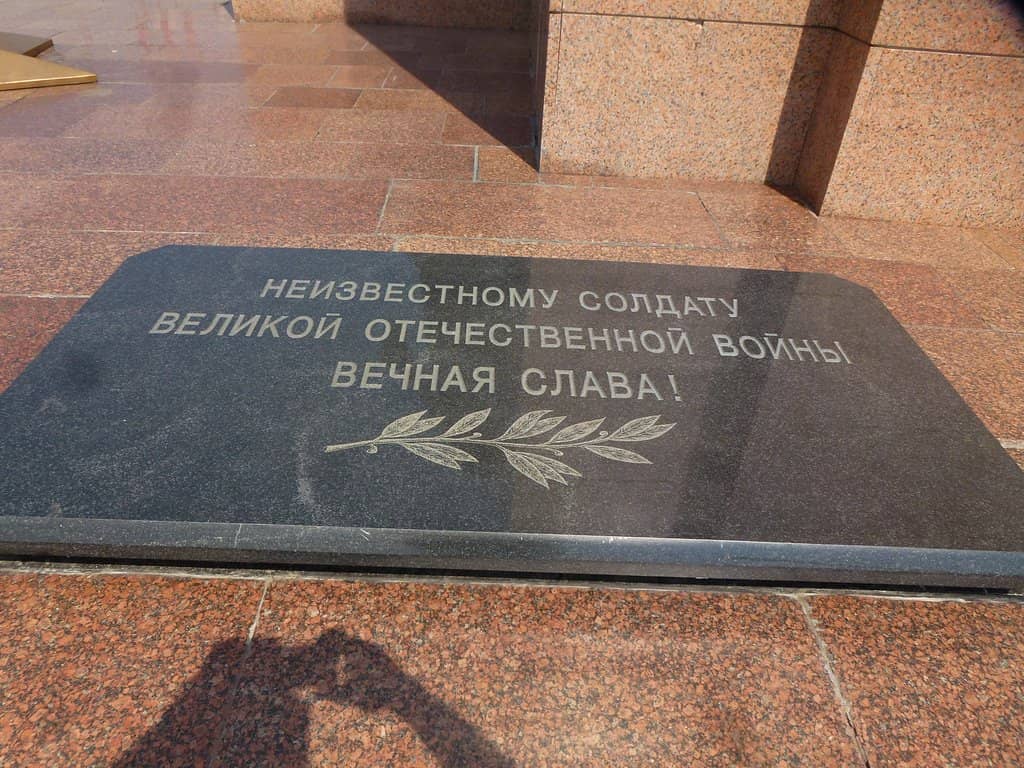 НЕИЗВЕСТНОМУ СОЛДАТУ
ВЕЛИКОЙ ОТЕЧЕСТВЕННОЙ ВОЙНЫ
ВЕЧНАЯ СЛАВА!